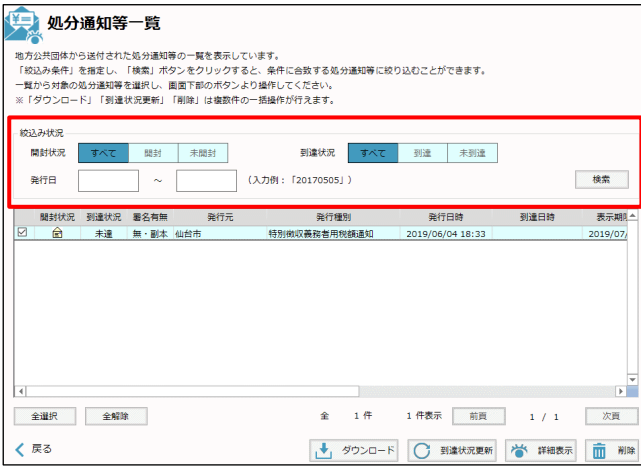 処分通知等一覧
地方公共団体から送付された処分通知等の一覧を表示しています。
「絞込み条件」を指定し、「検索」ボタンをクリックすると、条件に合致する処分通知等に絞り込むことができます。
一覧から対象の処分通知等を選択し、画面下部のボタンより操作してください。
※「ダウンロード」「到達状況更新」「削除」は複数件の一括操作が行えます。
絞込み状況
開封状況 すべて 開封 未開封 到達状況 すべて 到達 未到達
発行日 ～ (入力例：「20170505」) 検索
開封状況 到達状況 署名有無 発行元 発行種別 発行日時 到達日時 表示期限
未達 無・副本 仙台市 特別徴収義務者用税額通知 2019/06/04 18:33 2019/07/
全選択 全解除 全 1 件 1 件表示 前頁 1 / 1 次頁
戻る ダウンロード 到達状況更新 詳細表示 削除